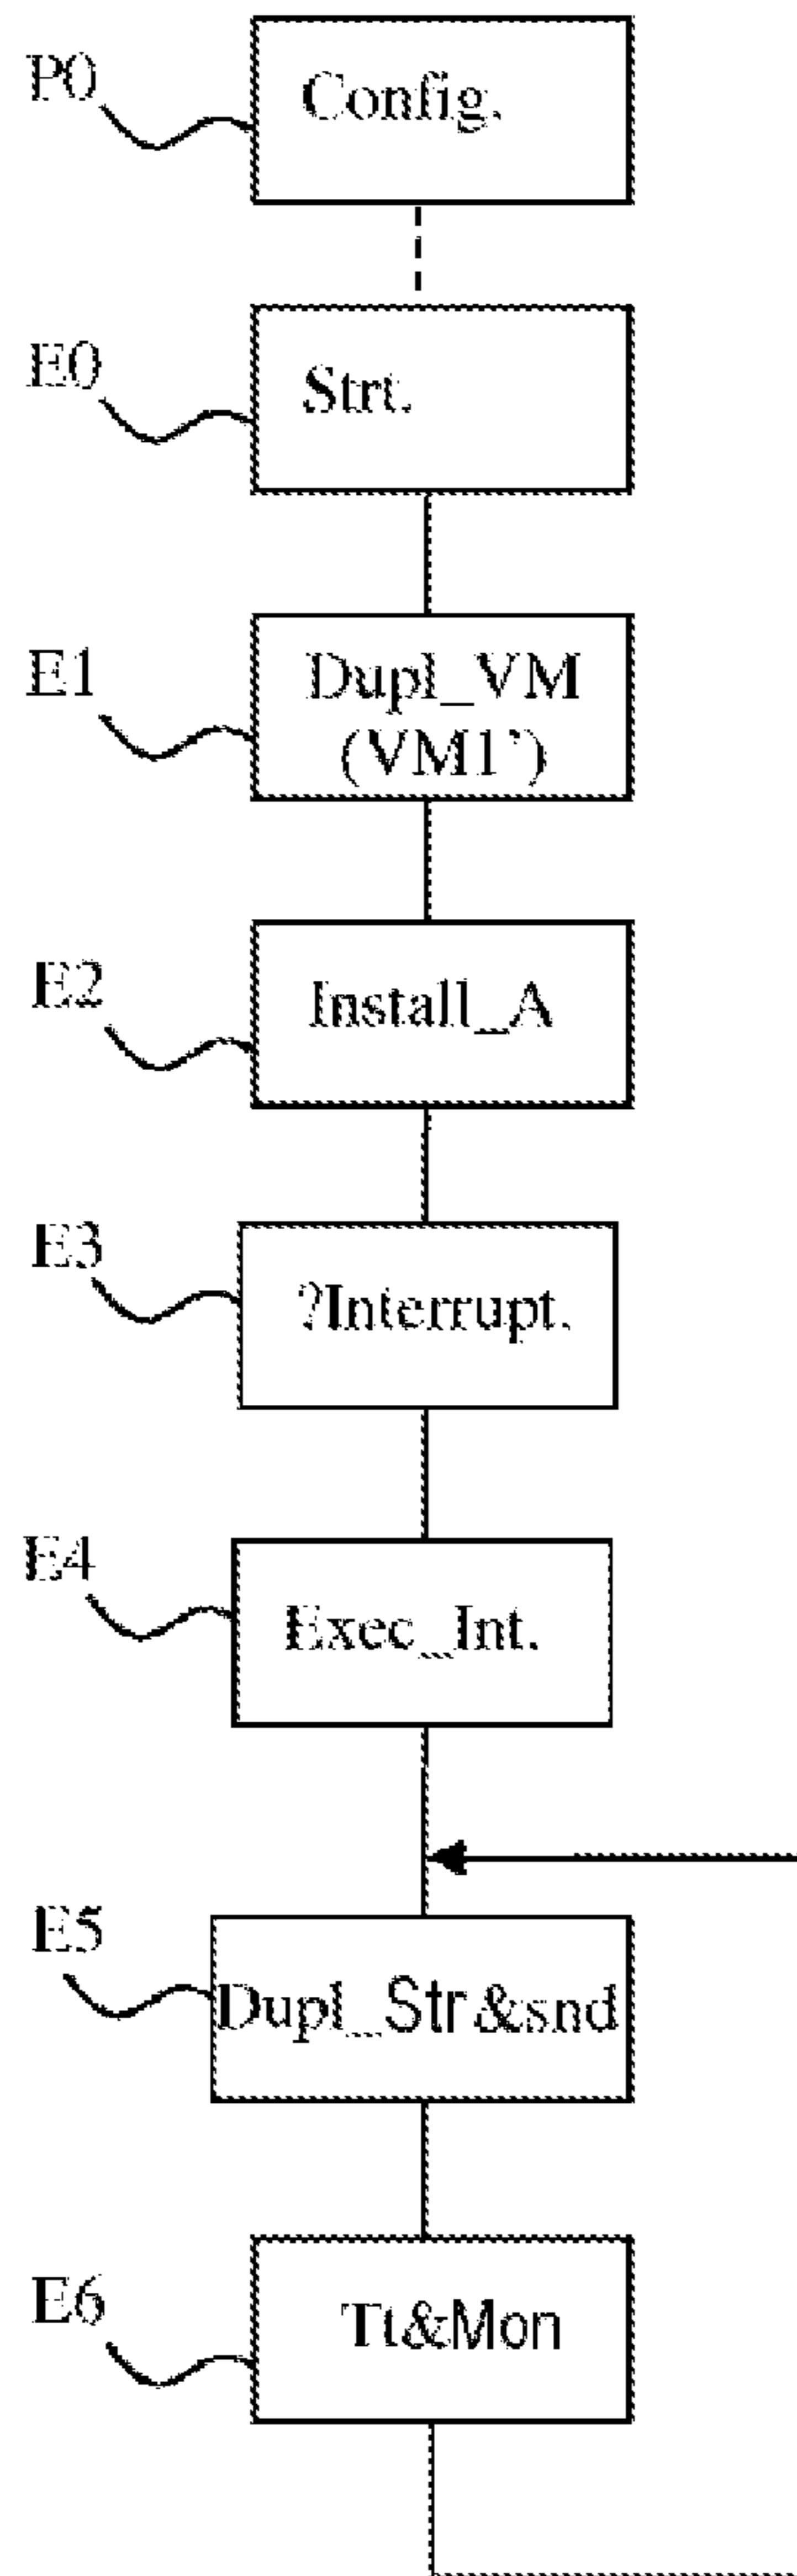 P0
Config.
E0
Strt.
E1
Dupl_VM
(VM1')
E2
Install_A
E3
?Interrupt.
E4
Exec_Int.
E5
Dupl_Str&snd
E6
Tt&Mon